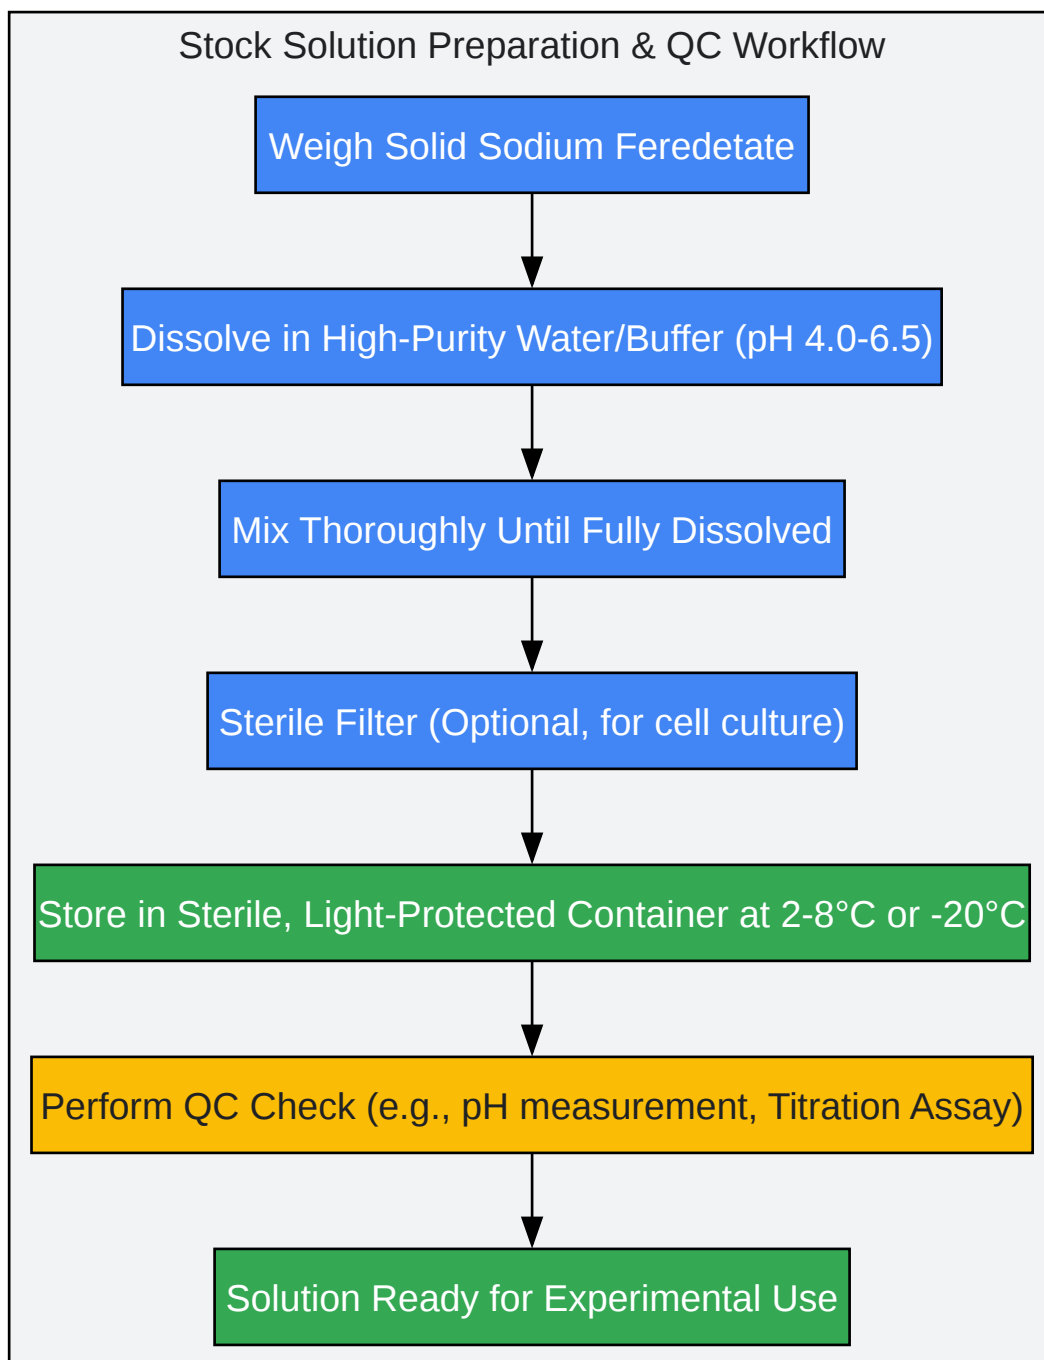 Stock Solution Preparation & QC Workflow
Weigh Solid Sodium Feredetate
Dissolve in High-Purity Water/Buffer (pH 4.0-6.5)
Mix Thoroughly Until Fully Dissolved
Sterile Filter (Optional, for cell culture)
Store in Sterile, Light-Protected Container at 2-8°C or -20°C
Perform QC Check (e.g., pH measurement, Titration Assay)
Solution Ready for Experimental Use